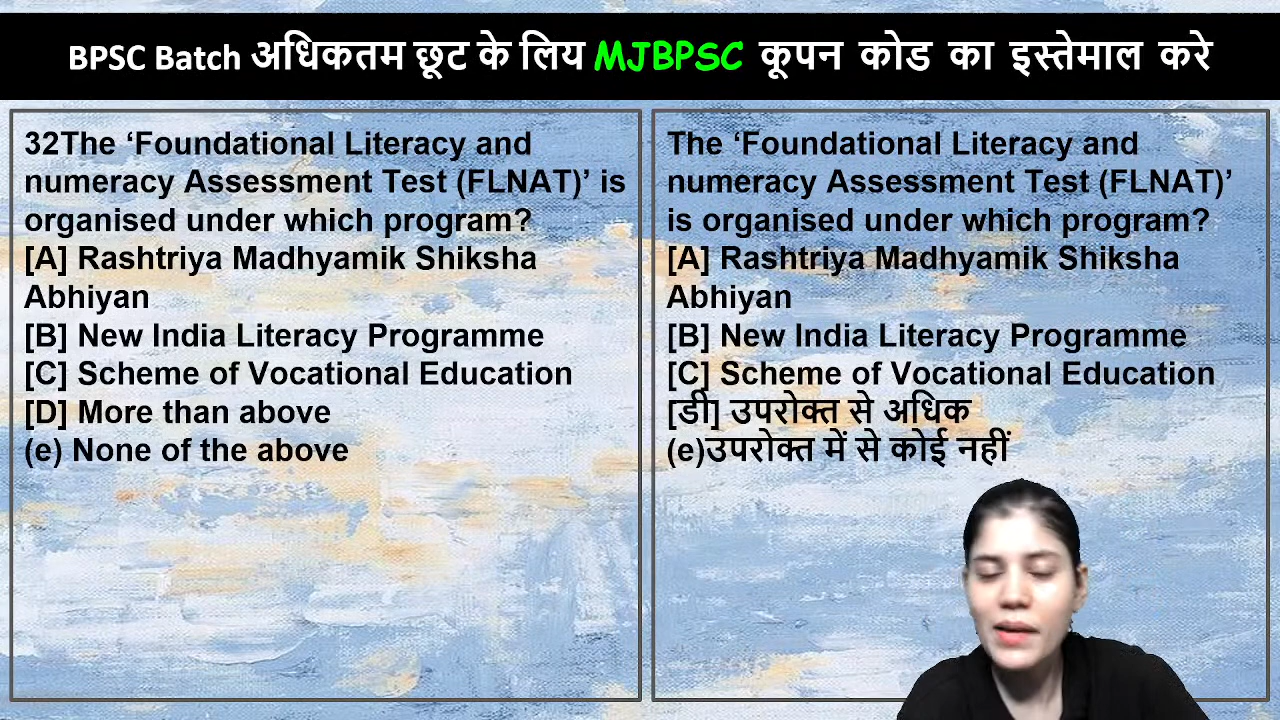 BPSC Batch अधिकतम छूट के लिय MJBPSC कूपन कोड का इस्तेमाल करे
32The ‘Foundational Literacy and
numeracy Assessment Test (FLNAT)’ is
organised under which program?
[A] Rashtriya Madhyamik Shiksha
Abhiyan
[B] New India Literacy Programme
[C] Scheme of Vocational Education
[D] More than above
(e) None of the above
The ‘Foundational Literacy and
numeracy Assessment Test (FLNAT)’
is organised under which program?
[A] Rashtriya Madhyamik Shiksha
Abhiyan
[B] New India Literacy Programme
[C] Scheme of Vocational Education
[डी] उपरोक्त से अधिक
(e)उपरोक्त में से कोई नहीं